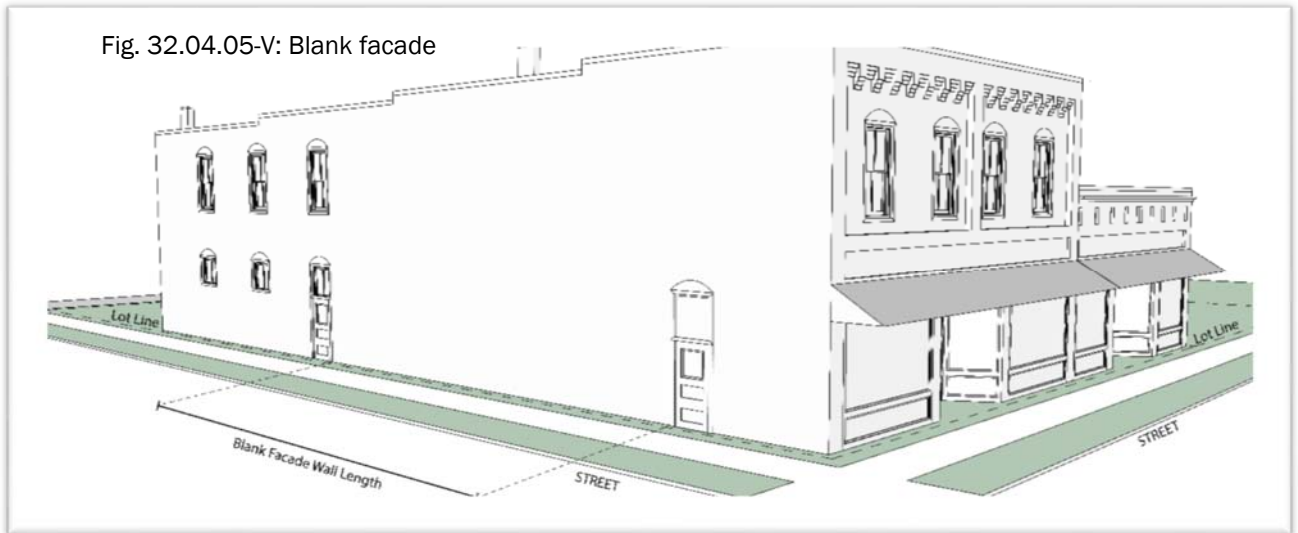 Fig. 32.04.05-V: Blank facade
Lot Line
Lot Line
Blank Facade Wall Length
STREET
STREET